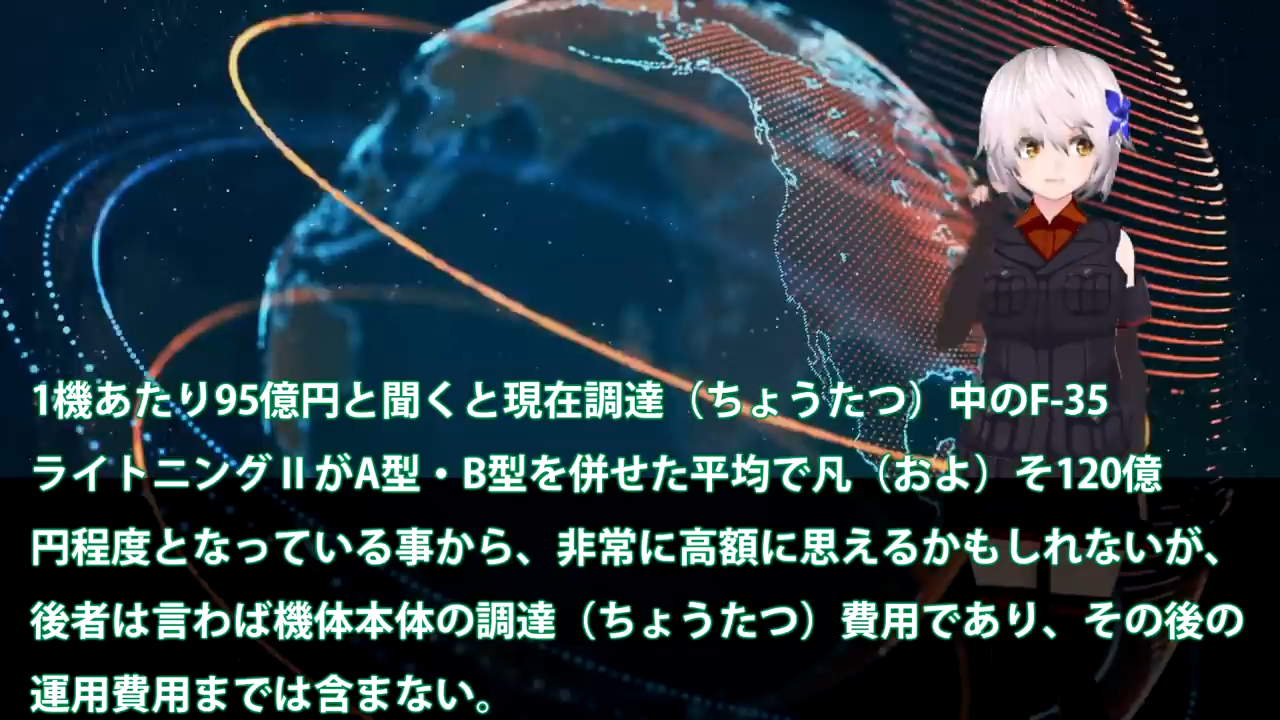 1機あたり95億円と聞くと現在調達（ちょうたつ）中のF-35
ライトニングⅡがA型・B型を併せた平均で凡（およ）そ120億
円程度となっている事から、非常に高額に思えるかもしれないが、
後者は言わば機体本体の調達（ちょうたつ）費用であり、その後の
運用費用までは含まない。